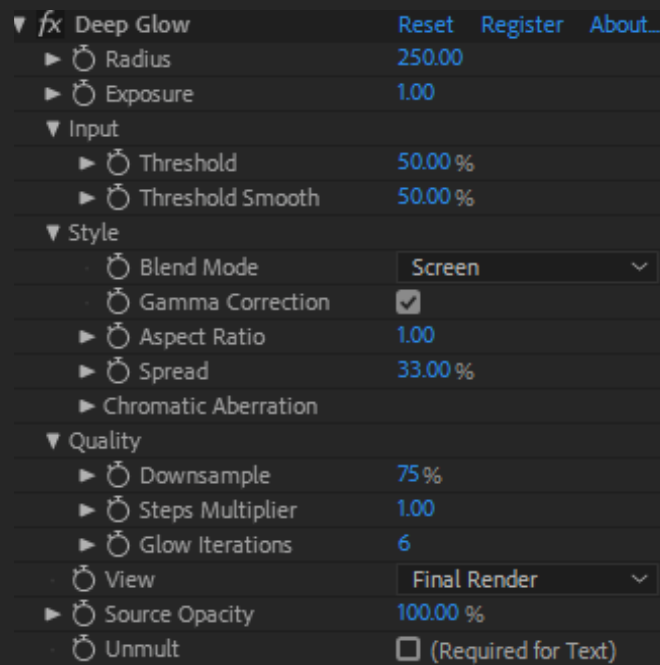 fx Deep Glow Reset Register About...
Radius 250.00
Exposure 1.00
Input
Threshold 50.00 %
Threshold Smooth 50.00 %
Style
Blend Mode Screen
Gamma Correction
Aspect Ratio 1.00
Spread 33.00 %
Chromatic Aberration
Quality
Downsample 75 %
Steps Multiplier 1.00
Glow Iterations 6
View Final Render
Source Opacity 100.00 %
Unmult (Required for Text)